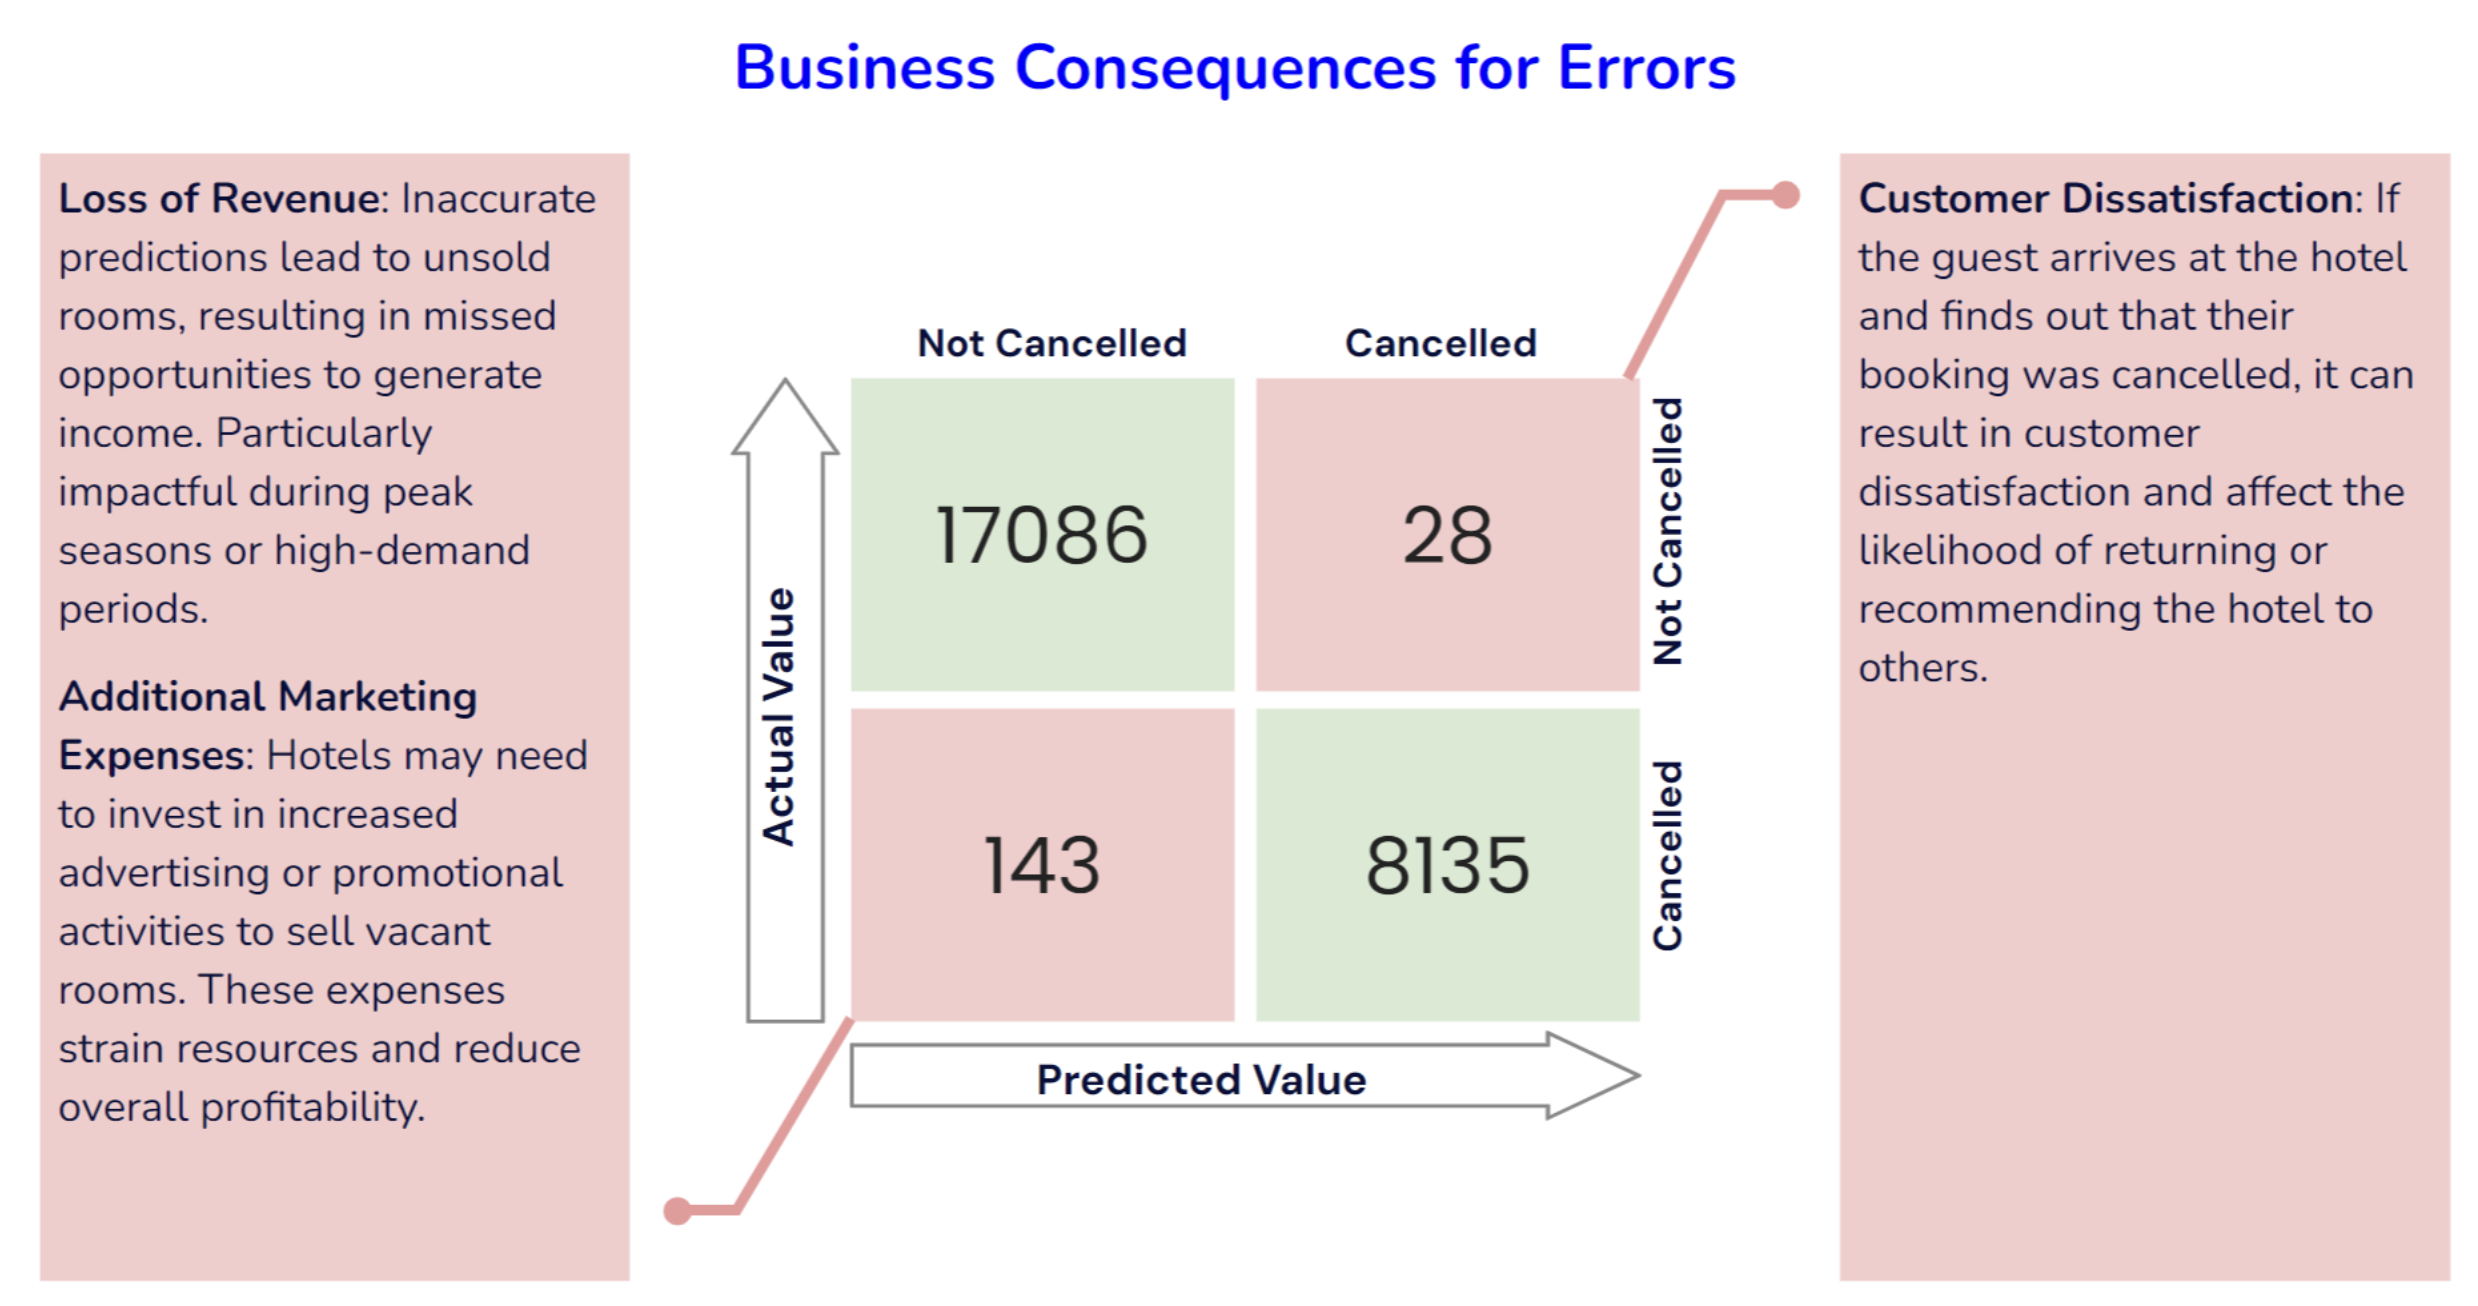 Business Consequences for Errors
Loss of Revenue: Inaccurate
predictions lead to unsold
rooms, resulting in missed
opportunities to generate
income. Particularly
impactful during peak
seasons or high-demand
periods.
Additional Marketing
Expenses: Hotels may need
to invest in increased
advertising or promotional
activities to sell vacant
rooms. These expenses
strain resources and reduce
overall profitability.
Not Cancelled
Cancelled
Actual Value
17086
28
Not Cancelled
143
8135
Cancelled
Predicted Value
Customer Dissatisfaction: If
the guest arrives at the hotel
and finds out that their
booking was cancelled, it can
result in customer
dissatisfaction and affect the
likelihood of returning or
recommending the hotel to
others.